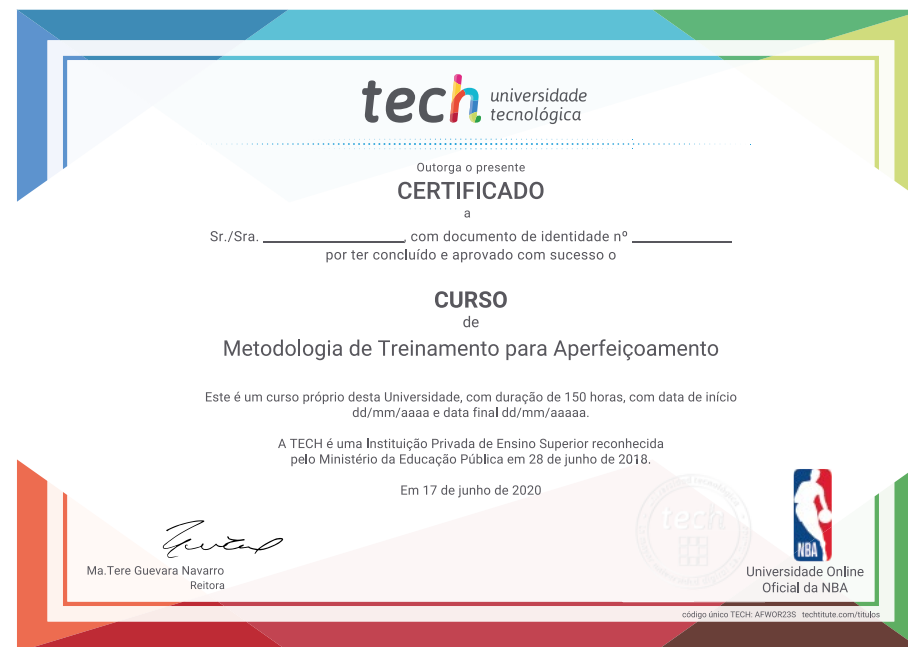 tech universidade
tecnológica
Outorga o presente
CERTIFICADO
a
Sr./Sra. ____________, com documento de identidade nº ____________
por ter concluído e aprovado com sucesso o
CURSO
de
Metodologia de Treinamento para Aperfeiçoamento
Este é um curso próprio desta Universidade, com duração de 150 horas, com data de início
dd/mm/aaaa e data final dd/mm/aaaaa.
A TECH é uma Instituição Privada de Ensino Superior reconhecida
pelo Ministério da Educação Pública em 28 de junho de 2018.
Em 17 de junho de 2020
tech
NBA
Ma.Tere Guevara Navarro
Reitora
Universidade Online
Oficial da NBA
código único TECH: AFWOR23S techtitute.com/titulos